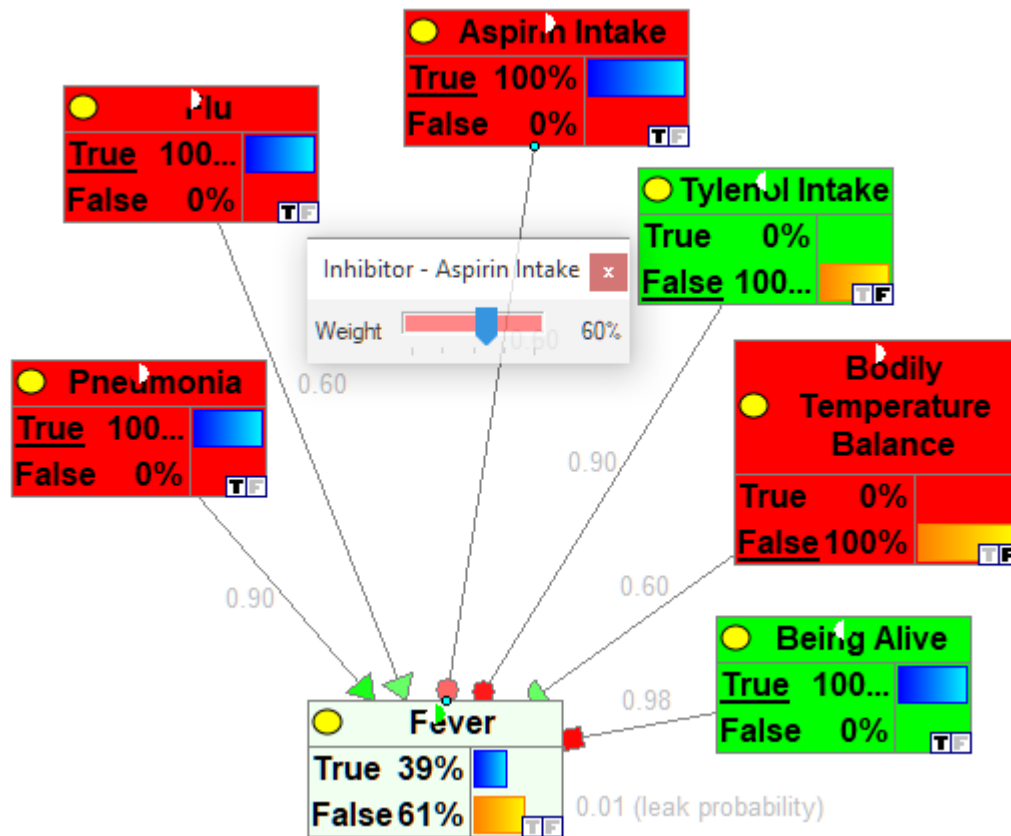 Aspirin Intake
True 100%
False 0%
T F
Flu
True 100...
False 0%
T F
Tylenol Intake
True 0%
False 100...
T F
Inhibitor - Aspirin Intake x
Weight 60%
0.60
Pneumonia
True 100...
False 0%
T F
0.60
Bodily
Temperature
Balance
True 0%
False 100%
T F
0.90
0.90
0.60
Being Alive
True 100...
False 0%
T F
0.98
Fever
True 39%
False 61%
T F
0.01 (leak probability)